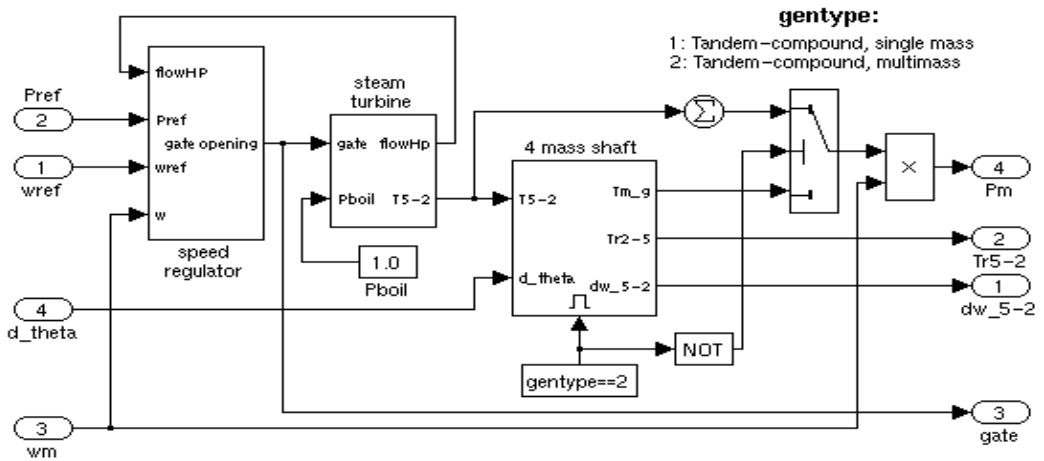 gentype:
1: Tandem-compound, single mass
2: Tandem-compound, multimass
Pref
2
1
wref
flowHP
Pref
gate opening
wref
w
speed
regulator
steam
turbine
gate flowHp
Pboil T5-2
1.0
Pboil
4 mass shaft
T5-2
Tm_g
Tr2-5
d_theta
dw_5-2
Σ
×
4
Pm
2
Tr5-2
1
dw_5-2
4
d_theta
NOT
gentype==2
3
wm
3
gate